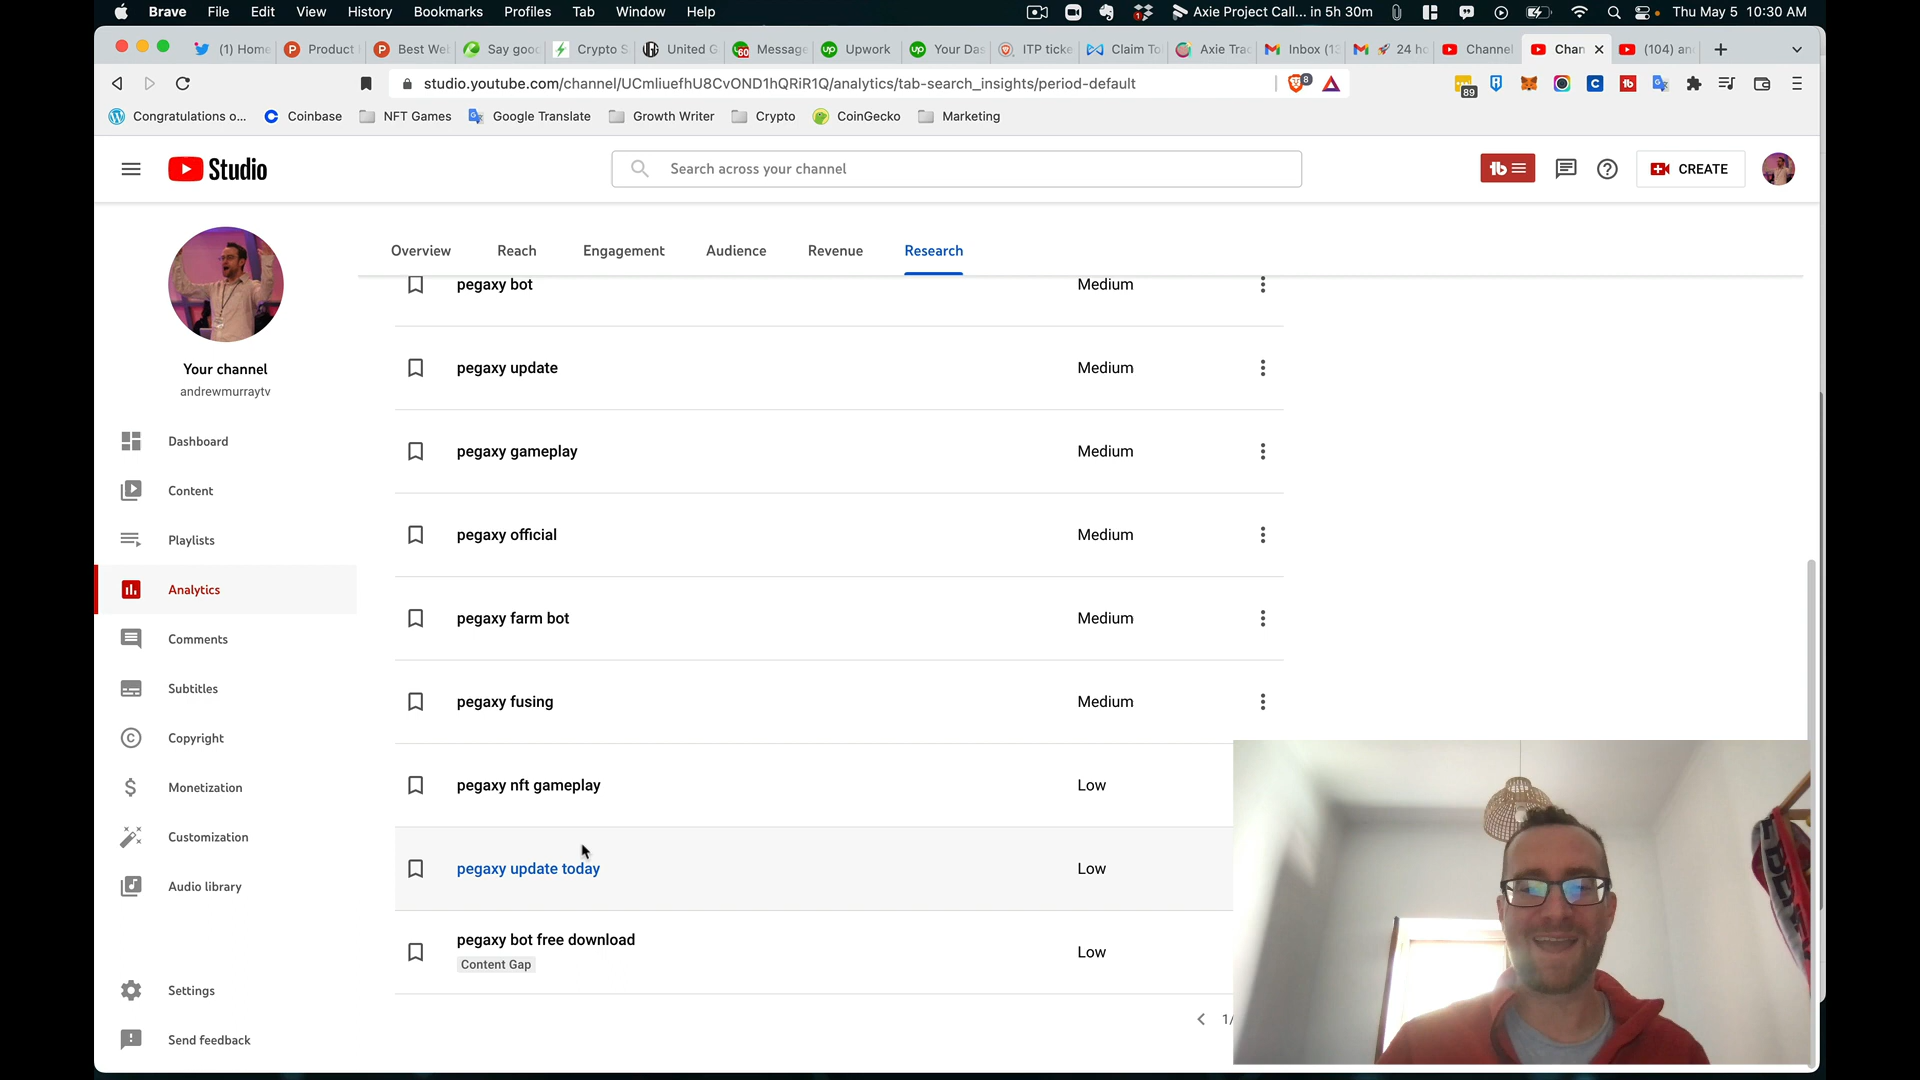 Brave File Edit View History Bookmarks Profiles Tab Window Help
Axie Project Call... in 5h 30m
Thu May 5 10:30 AM
(1) Home
Product
Best We
Say good
Crypto S
United G
Message
Upwork
Your Das
ITP ticke
Claim To
Axie Trac
Inbox (13
24 ho
Channel
Chan
(104) an
studio.youtube.com/channel/UCmliuefhU8CvOND1hQRiR1Q/analytics/tab-search_insights/period-default
8
89
Congratulations o...
Coinbase
NFT Games
Google Translate
Growth Writer
Crypto
CoinGecko
Marketing
Studio
Search across your channel
CREATE
Your channel
andrewmurraytv
Dashboard
Content
Playlists
Analytics
Comments
Subtitles
Copyright
Monetization
Customization
Audio library
Settings
Send feedback
Overview Reach Engagement Audience Revenue Research
pegaxy bot Medium
pegaxy update Medium
pegaxy gameplay Medium
pegaxy official Medium
pegaxy farm bot Medium
pegaxy fusing Medium
pegaxy nft gameplay Low
pegaxy update today Low
pegaxy bot free download Low
Content Gap
1/